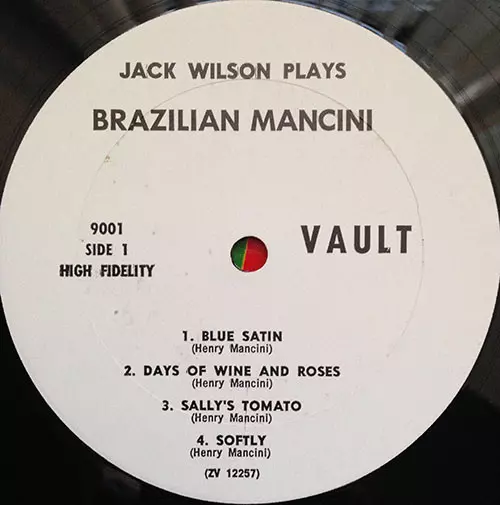 JACK WILSON PLAYS
BRAZILIAN MANCINI
9001
SIDE 1
HIGH FIDELITY
VAULT
1. BLUE SATIN
(Henry Mancini)
2. DAYS OF WINE AND ROSES
(Henry Mancini)
3. SALLY'S TOMATO
(Henry Mancini)
4. SOFTLY
(Henry Mancini)
(ZV 12257)